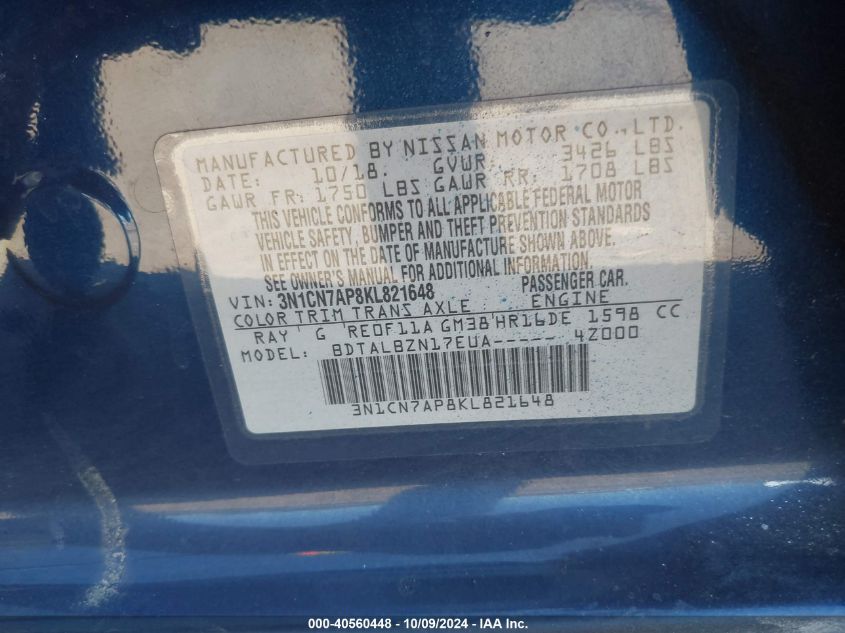 MANUFACTURED BY NISSAN MOTOR CO.,LTD.
DATE: 10/18. GVWR: 3426 LBS
GAWR FR: 1750 LBS GAWR RR: 1708 LBS
THIS VEHICLE CONFORMS TO ALL APPLICABLE FEDERAL MOTOR
VEHICLE SAFETY, BUMPER AND THEFT PREVENTION STANDARDS
IN EFFECT ON THE DATE OF MANUFACTURE SHOWN ABOVE.
SEE OWNER'S MANUAL FOR ADDITIONAL INFORMATION.
VIN: 3N1CN7AP8KL821648 PASSENGER CAR.
COLOR TRIM TRANS AXLE ENGINE
RAY G RE0F11A GM38 HR16DE 1598 CC
MODEL: BDTALBZN17EUA----- 4Z000
3N1CN7AP8KL821648
000-40560448 - 10/09/2024 - IAA Inc.